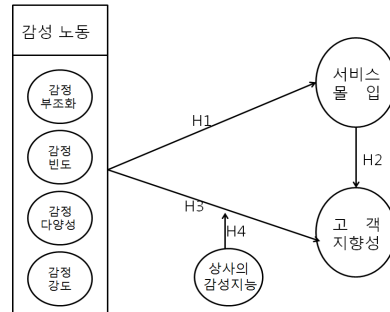 감성 노동
감정
부조화
감정
빈도
감정
다양성
감정
강도
H1
서비스
몰 입
H2
H3
H4
고 객
지향성
상사의
감성지능